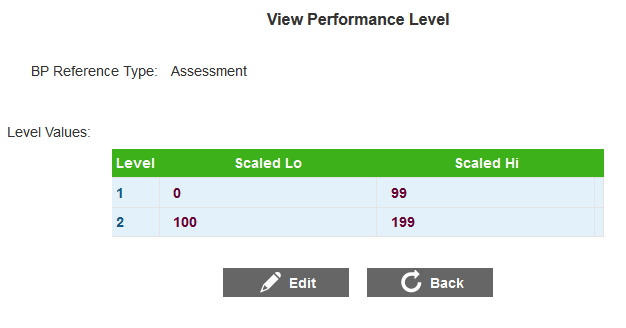 View Performance Level
BP Reference Type: Assessment
Level Values:
Level Scaled Lo Scaled Hi
1 0 99
2 100 199
Edit Back